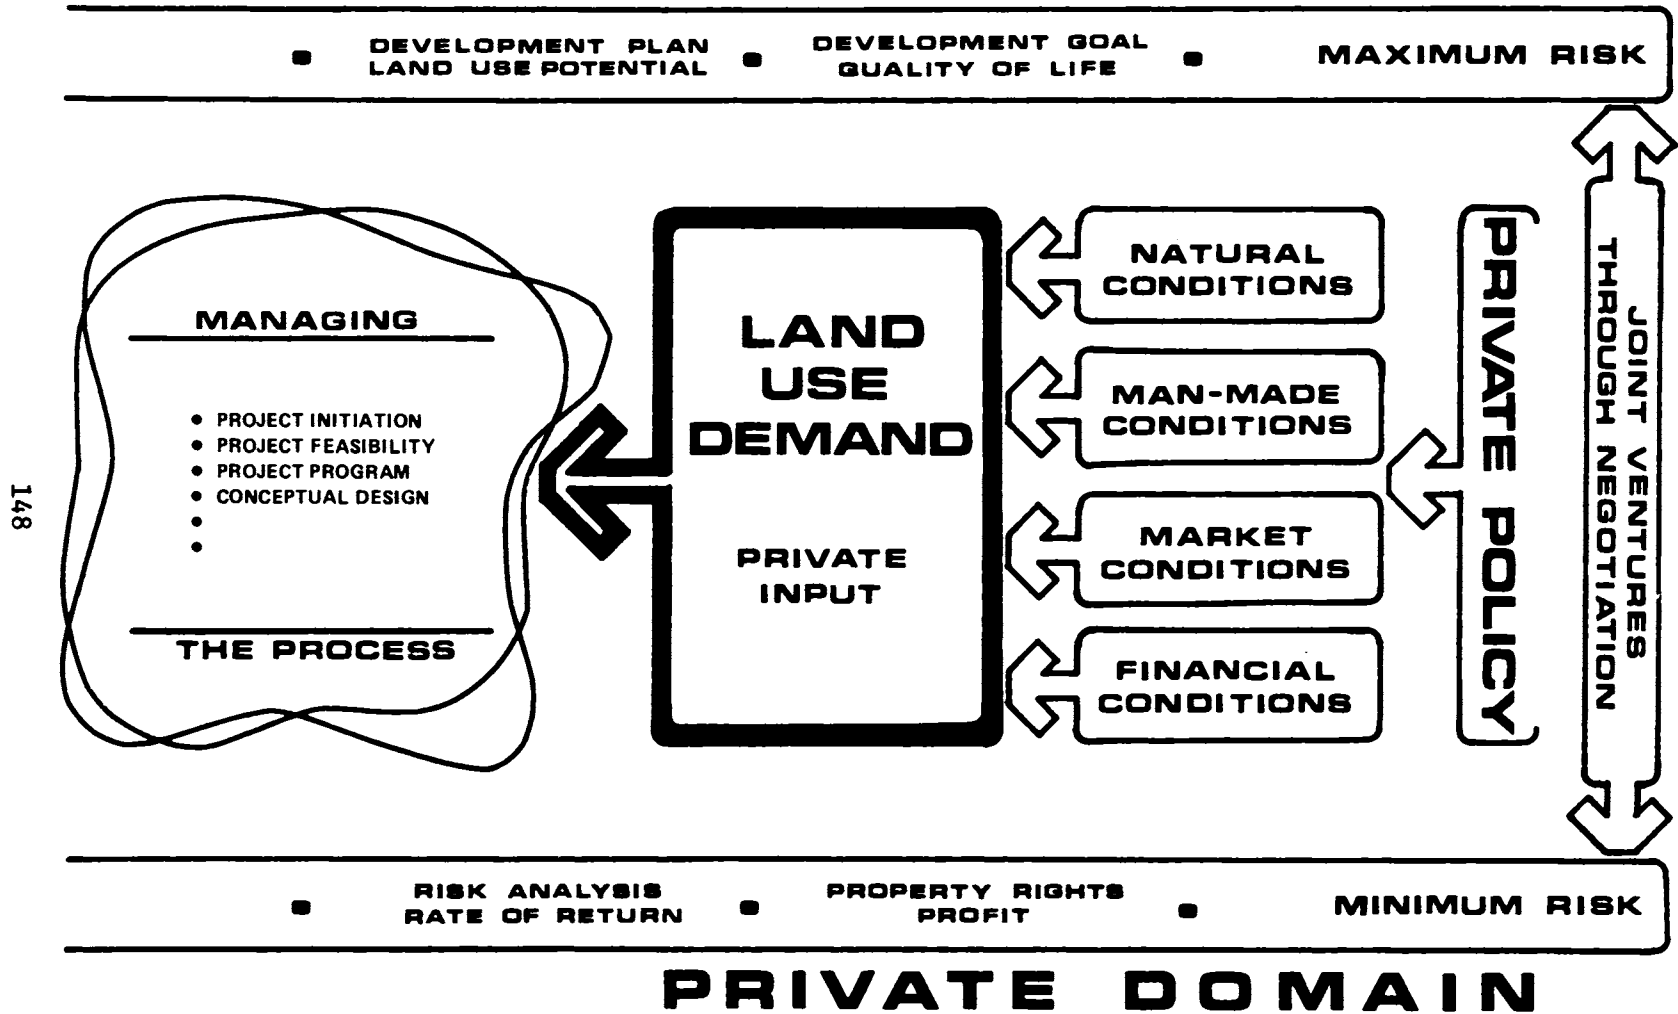 DEVELOPMENT PLAN
LAND USE POTENTIAL
DEVELOPMENT GOAL
QUALITY OF LIFE
MAXIMUM RISK
MANAGING
PROJECT INITIATION
PROJECT FEASIBILITY
PROJECT PROGRAM
CONCEPTUAL DESIGN
THE PROCESS
LAND
USE
DEMAND
PRIVATE
INPUT
NATURAL
CONDITIONS
MAN-MADE
CONDITIONS
MARKET
CONDITIONS
FINANCIAL
CONDITIONS
PRIVATE POLICY
JOINT VENTURES
THROUGH NEGOTIATION
RISK ANALYSIS
RATE OF RETURN
PROPERTY RIGHTS
PROFIT
MINIMUM RISK
PRIVATE DOMAIN
148